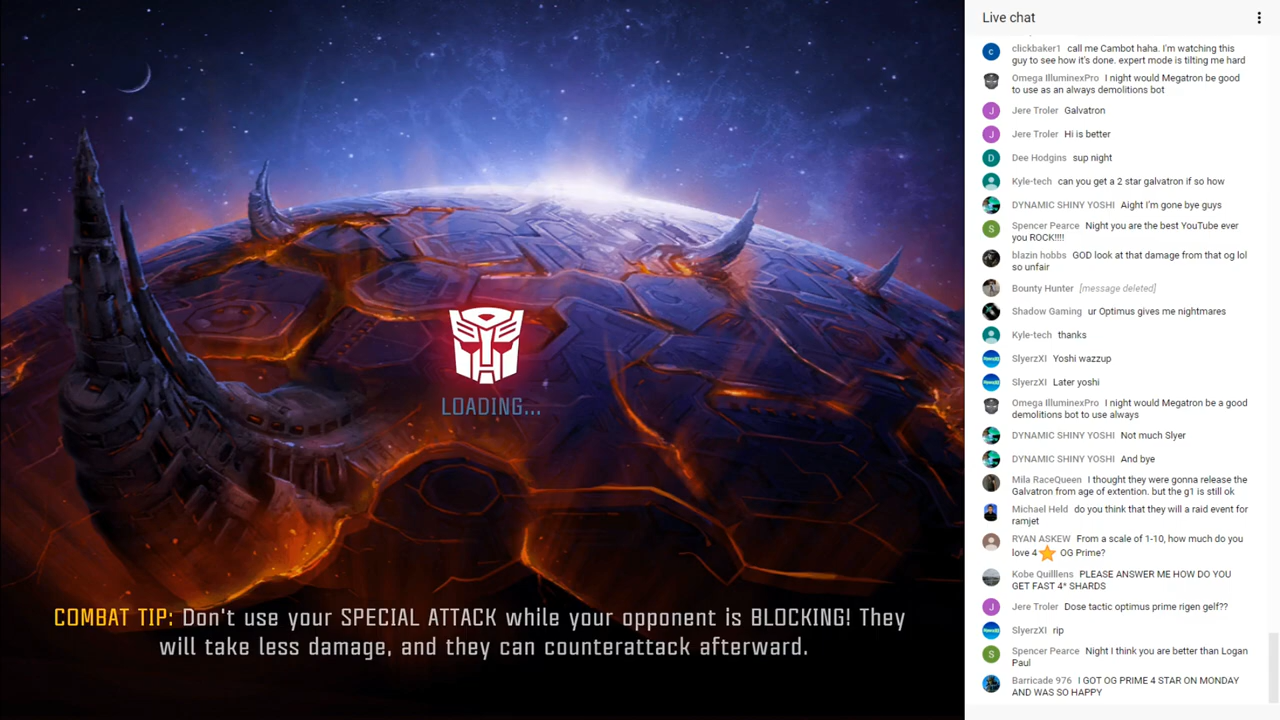 Live chat
clickbaker1 call me Cambot haha. I'm watching this
guy to see how it's done. expert mode is tilting me hard
Omega IlluminexPro I night would Megatron be good
to use as an always demolitions bot
J Jere Troler Galvatron
J Jere Troler Hi is better
D Dee Hodgins sup night
Kyle-tech can you get a 2 star galvatron if so how
DYNAMIC SHINY YOSHI Aight I'm gone bye guys
S Spencer Pearce Night you are the best YouTube ever
you ROCK!!!!
blazin hobbs GOD look at that damage from that og lol
so unfair
Bounty Hunter [message deleted]
Shadow Gaming ur Optimus gives me nightmares
Kyle-tech thanks
SlyerzXI Yoshi wazzup
SlyerzXI Later yoshi
Omega IlluminexPro I night would Megatron be a good
demolitions bot to use always
DYNAMIC SHINY YOSHI Not much Slyer
DYNAMIC SHINY YOSHI And bye
Mila RaceQueen I thought they were gonna release the
Galvatron from age of extention. but the g1 is still ok
Michael Held do you think that they will a raid event for
ramjet
RYAN ASKEW From a scale of 1-10, how much do you
love 4 ⭐ OG Prime?
Kobe Quilllens PLEASE ANSWER ME HOW DO YOU
GET FAST 4* SHARDS
J Jere Troler Dose tactic optimus prime rigen gelf??
SlyerzXI rip
S Spencer Pearce Night I think you are better than Logan
Paul
Barricade 976 I GOT OG PRIME 4 STAR ON MONDAY
AND WAS SO HAPPY
LOADING...
COMBAT TIP: Don't use your SPECIAL ATTACK while your opponent is BLOCKING! They
will take less damage, and they can counterattack afterward.